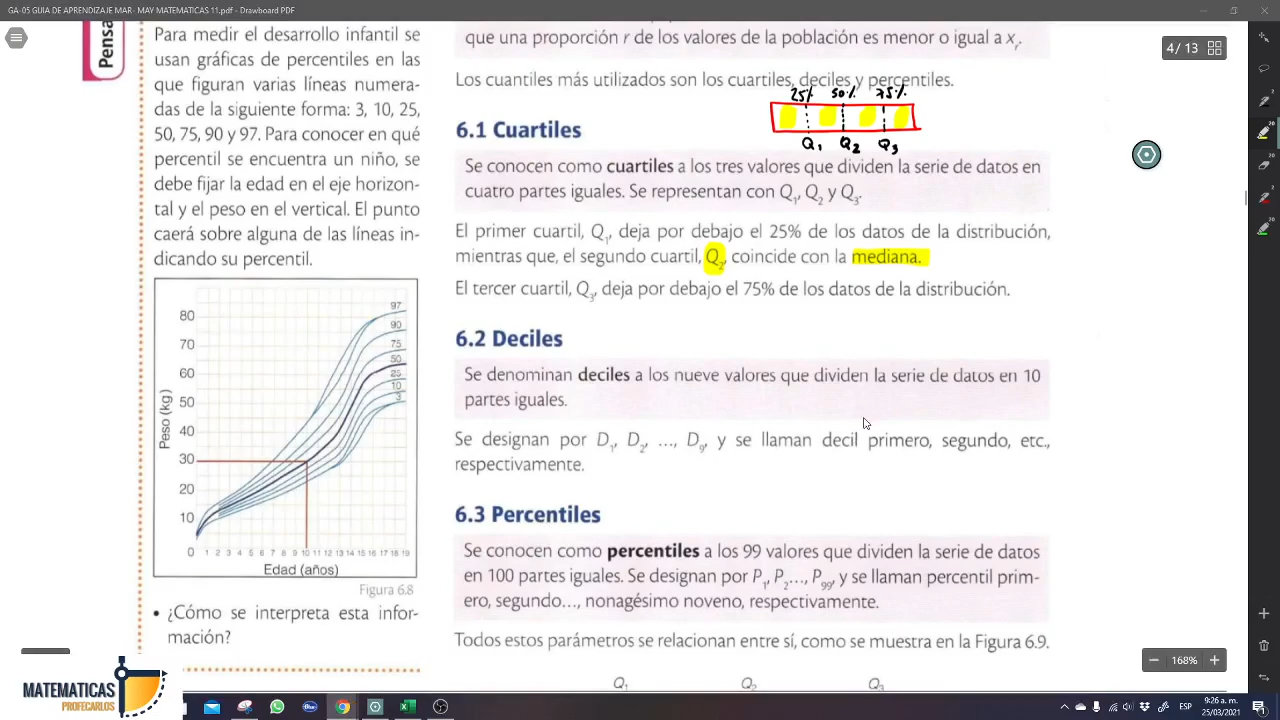 GA-05 GUIA DE APRENDIZAJE MAR- MAY MATEMATICAS 11.pdf - Drawboard PDF
Pensa
Para medir el desarrollo infantil se
usan gráficas de percentiles en las
que figuran varias líneas numera-
das de la siguiente forma: 3, 10, 25,
50, 75, 90 y 97. Para conocer en qué
percentil se encuentra un niño, se
debe fijar la edad en el eje horizon-
tal y el peso en el vertical. El punto
caerá sobre alguna de las líneas in-
dicando su percentil.
97
90
75
50
25
10
3
80
70
60
50
40
30
20
10
0
Peso (kg)
1 2 3 4 5 6 7 8 9 10 11 12 13 14 15 16 17 18 19
Edad (años)
Figura 6.8
• ¿Cómo se interpreta esta infor-
mación?
que una proporción r de los valores de la población es menor o igual a xr.
Los cuantiles más utilizados son los cuartiles, deciles y percentiles.
25% 50% 75%
Q1 Q2 Q3
6.1 Cuartiles
Se conocen como cuartiles a los tres valores que dividen la serie de datos en
cuatro partes iguales. Se representan con Q1, Q2 y Q3.
El primer cuartil, Q1, deja por debajo el 25% de los datos de la distribución,
mientras que, el segundo cuartil, Q2, coincide con la mediana.
El tercer cuartil, Q3, deja por debajo el 75% de los datos de la distribución.
6.2 Deciles
Se denominan deciles a los nueve valores que dividen la serie de datos en 10
partes iguales.
Se designan por D1, D2, ..., D9, y se llaman decil primero, segundo, etc.,
respectivamente.
6.3 Percentiles
Se conocen como percentiles a los 99 valores que dividen la serie de datos
en 100 partes iguales. Se designan por P1, P2..., P99, y se llaman percentil prim-
ero, segundo..., nonagésimo noveno, respectivamente.
Todos estos parámetros se relacionan entre sí, como se muestra en la Figura 6.9.
Q1 Q2 Q3
4 / 13
168%
MATEMATICAS
PROFECARLOS
9:26 a. m.
25/03/2021